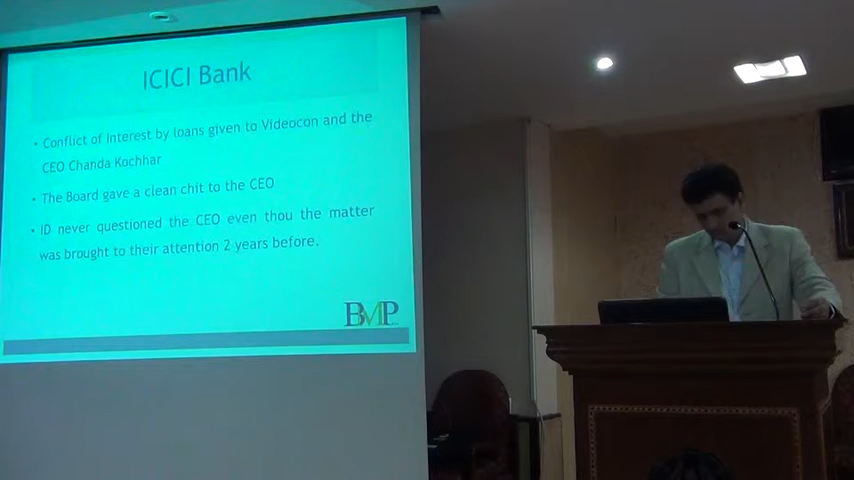 ICICI Bank
• Conflict of Interest by loans given to Videocon and the
CEO Chanda Kochhar
• The Board gave a clean chit to the CEO
• ID never questioned the CEO even thou the matter
was brought to their attention 2 years before.
BMP